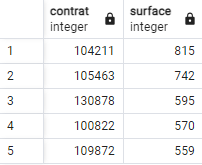 contrat surface
integer integer
1 104211 815
2 105463 742
3 130878 595
4 100822 570
5 109872 559